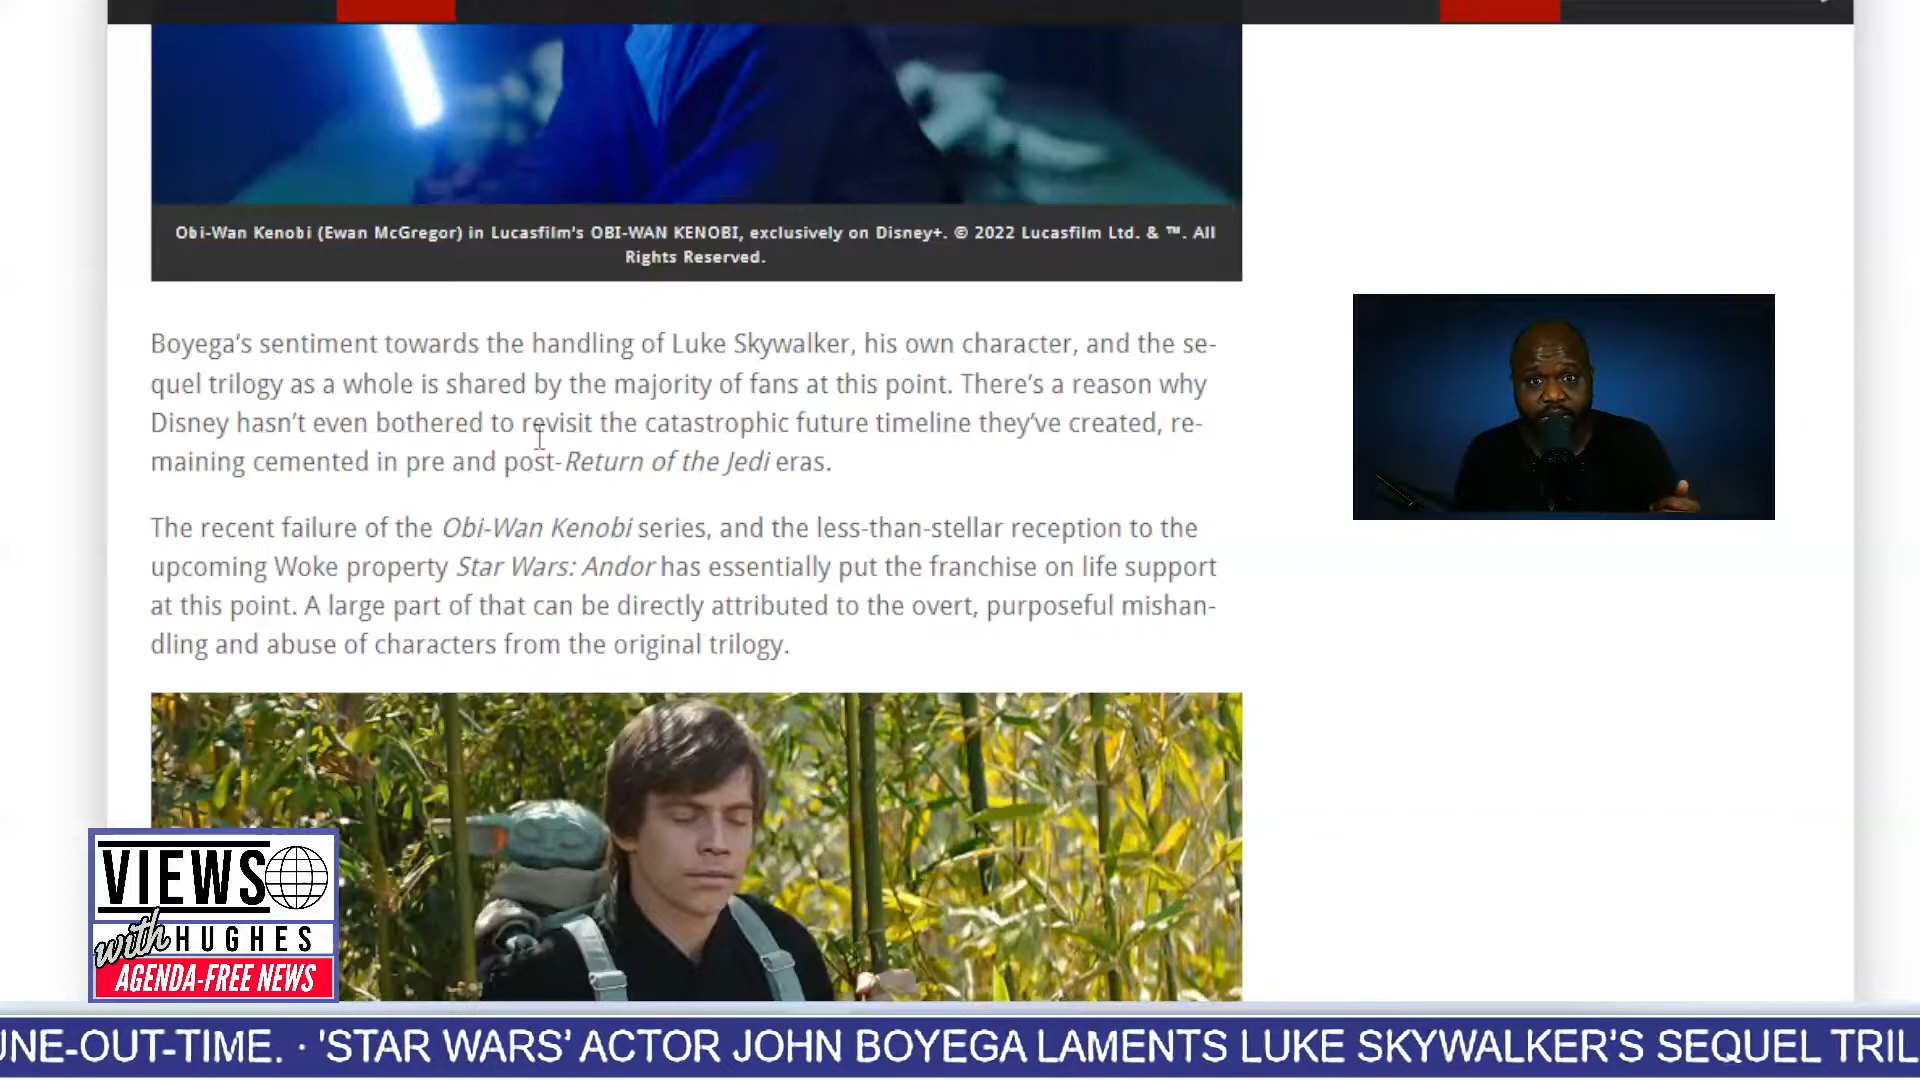 Obi-Wan Kenobi (Ewan McGregor) in Lucasfilm's OBI-WAN KENOBI, exclusively on Disney+. © 2022 Lucasfilm Ltd. & ™. All
Rights Reserved.
Boyega's sentiment towards the handling of Luke Skywalker, his own character, and the se-
quel trilogy as a whole is shared by the majority of fans at this point. There's a reason why
Disney hasn't even bothered to revisit the catastrophic future timeline they've created, re-
maining cemented in pre and post-Return of the Jedi eras.
The recent failure of the Obi-Wan Kenobi series, and the less-than-stellar reception to the
upcoming Woke property Star Wars: Andor has essentially put the franchise on life support
at this point. A large part of that can be directly attributed to the overt, purposeful mishan-
dling and abuse of characters from the original trilogy.
VIEWS
with HUGHES
AGENDA-FREE NEWS
UNE-OUT-TIME. · 'STAR WARS' ACTOR JOHN BOYEGA LAMENTS LUKE SKYWALKER'S SEQUEL TRIL